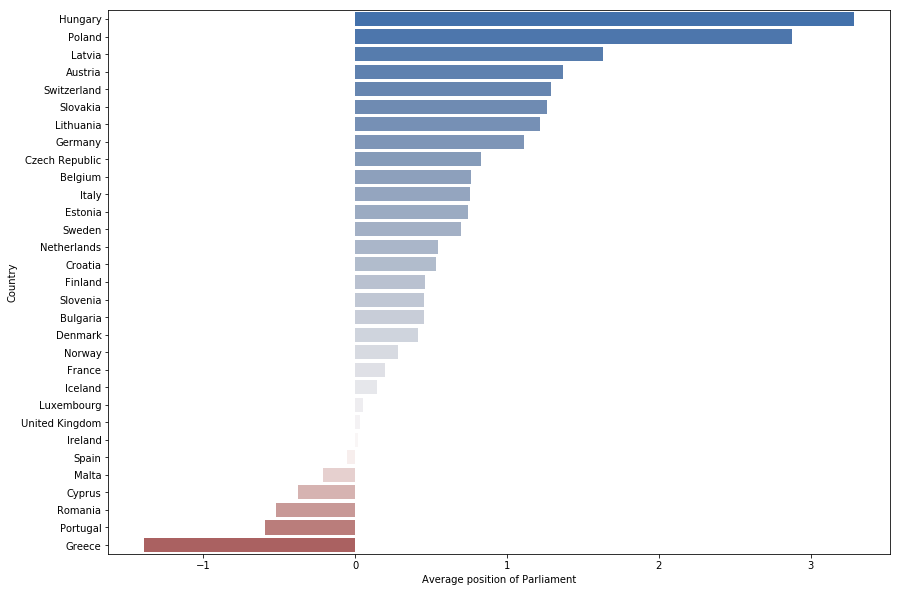 Hungary
Poland
Latvia
Austria
Switzerland
Slovakia
Lithuania
Germany
Czech Republic
Belgium
Italy
Estonia
Sweden
Netherlands
Croatia
Finland
Slovenia
Bulgaria
Denmark
Norway
France
Iceland
Luxembourg
United Kingdom
Ireland
Spain
Malta
Cyprus
Romania
Portugal
Greece
Country
−1 0 1 2 3
Average position of Parliament